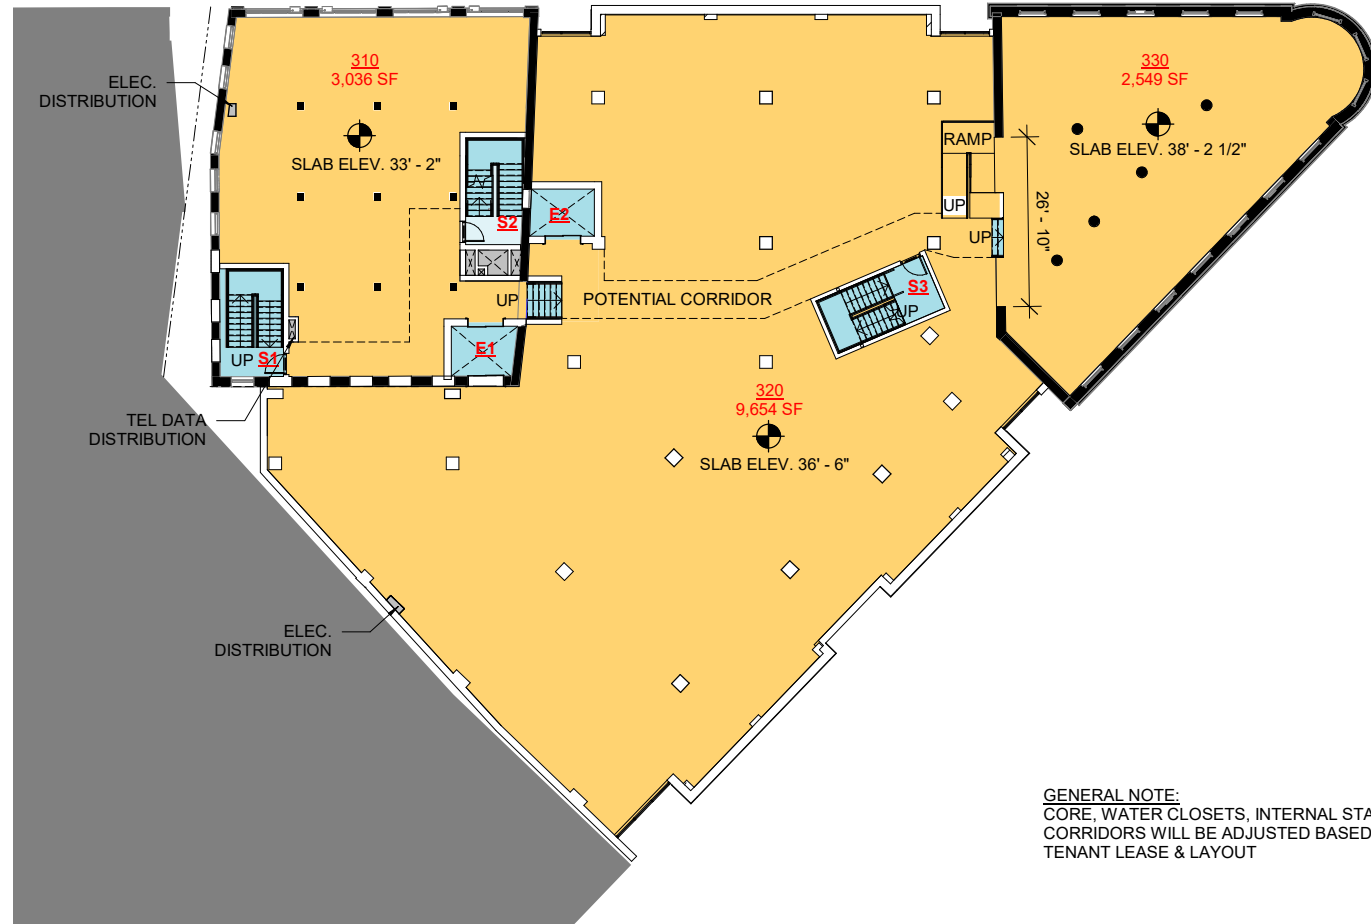 310
3,036 SF
330
2,549 SF
ELEC.
DISTRIBUTION
SLAB ELEV. 33' - 2"
SLAB ELEV. 38' - 2 1/2"
RAMP
26' - 10"
UP
UP
S2
E2
UP
POTENTIAL CORRIDOR
S3
UP
UP
S1
E1
320
9,654 SF
SLAB ELEV. 36' - 6"
TEL DATA
DISTRIBUTION
ELEC.
DISTRIBUTION
GENERAL NOTE:
CORE, WATER CLOSETS, INTERNAL
CORRIDORS WILL BE ADJUSTED BASED
TENANT LEASE & LAYOUT